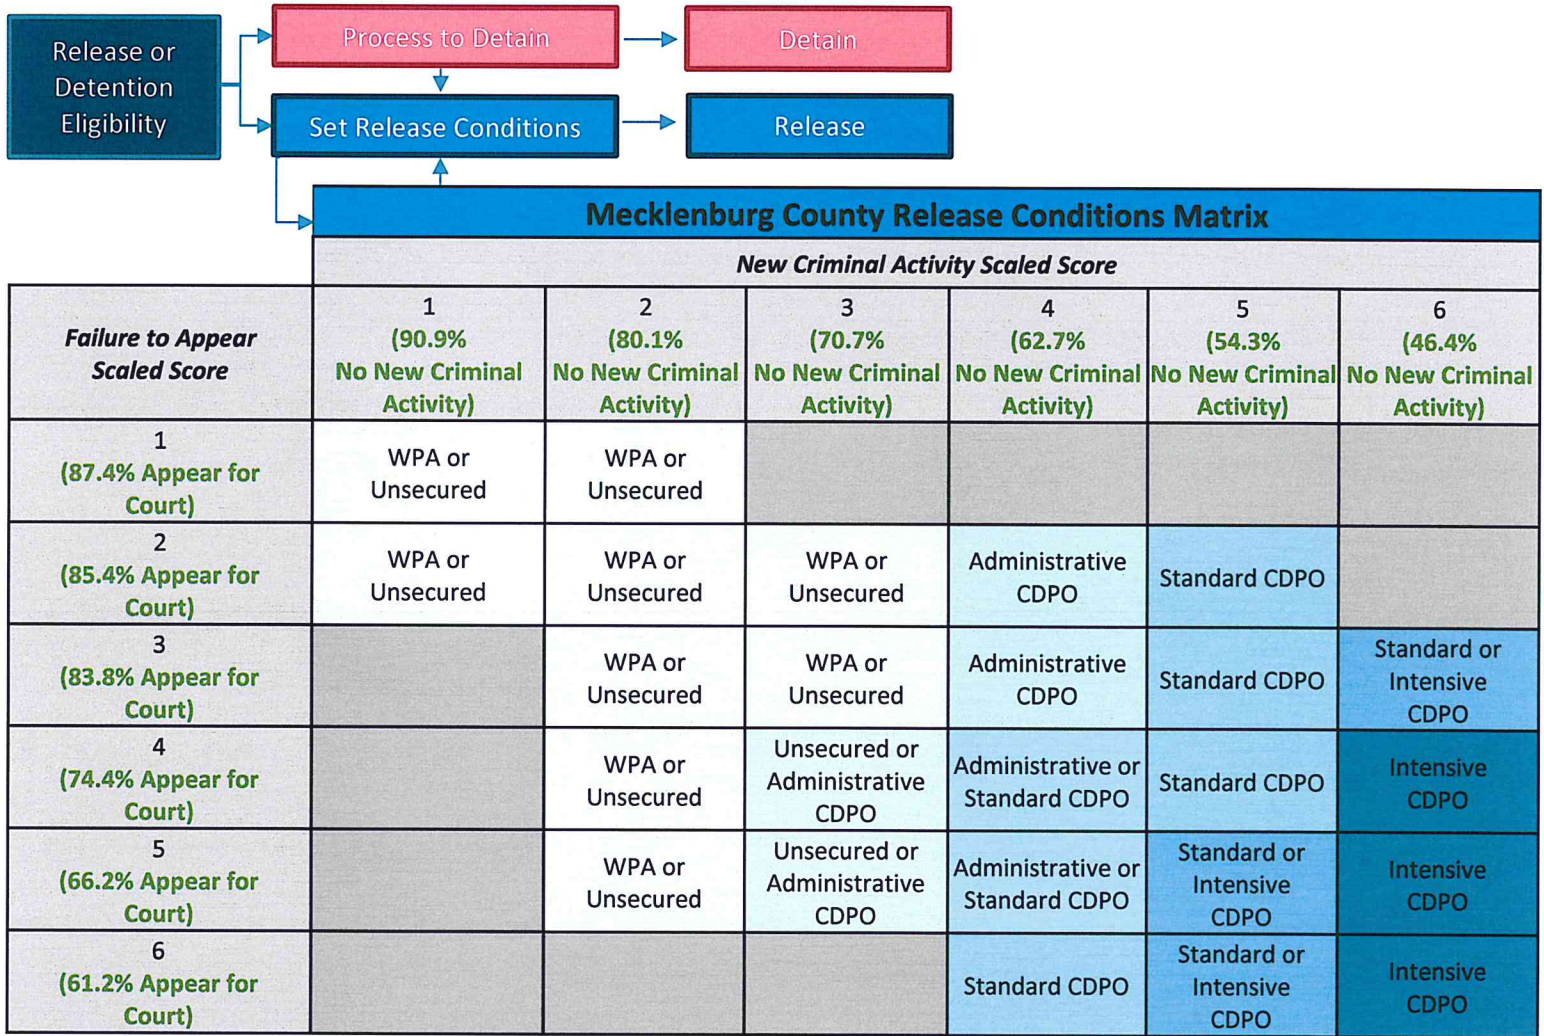 Release or
Detention
Eligibility
Process to Detain
Detain
Set Release Conditions
Release
Mecklenburg County Release Conditions Matrix
New Criminal Activity Scaled Score
Failure to Appear
Scaled Score
1
(90.9%
No New Criminal
Activity)
2
(80.1%
No New Criminal
Activity)
3
(70.7%
No New Criminal
Activity)
4
(62.7%
No New Criminal
Activity)
5
(54.3%
No New Criminal
Activity)
6
(46.4%
No New Criminal
Activity)
1
(87.4% Appear for
Court)
WPA or
Unsecured
WPA or
Unsecured
2
(85.4% Appear for
Court)
WPA or
Unsecured
WPA or
Unsecured
WPA or
Unsecured
Administrative
CDPO
Standard CDPO
3
(83.8% Appear for
Court)
WPA or
Unsecured
WPA or
Unsecured
Administrative
CDPO
Standard CDPO
Standard or
Intensive
CDPO
4
(74.4% Appear for
Court)
WPA or
Unsecured
Unsecured or
Administrative
CDPO
Administrative or
Standard CDPO
Standard CDPO
Intensive
CDPO
5
(66.2% Appear for
Court)
WPA or
Unsecured
Unsecured or
Administrative
CDPO
Administrative or
Standard CDPO
Standard or
Intensive
CDPO
Intensive
CDPO
6
(61.2% Appear for
Court)
Standard CDPO
Standard or
Intensive
CDPO
Intensive
CDPO